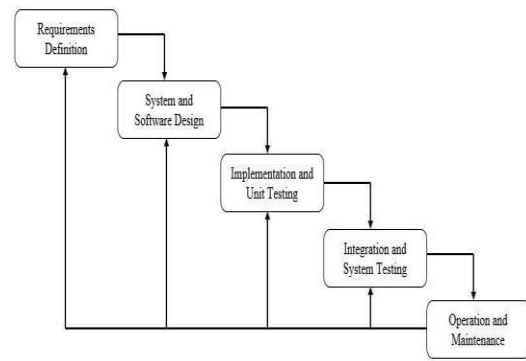 Requirements
Definition
System and
Software Design
Implementation and
Unit Testing
Integration and
System Testing
Operation and
Maintenance